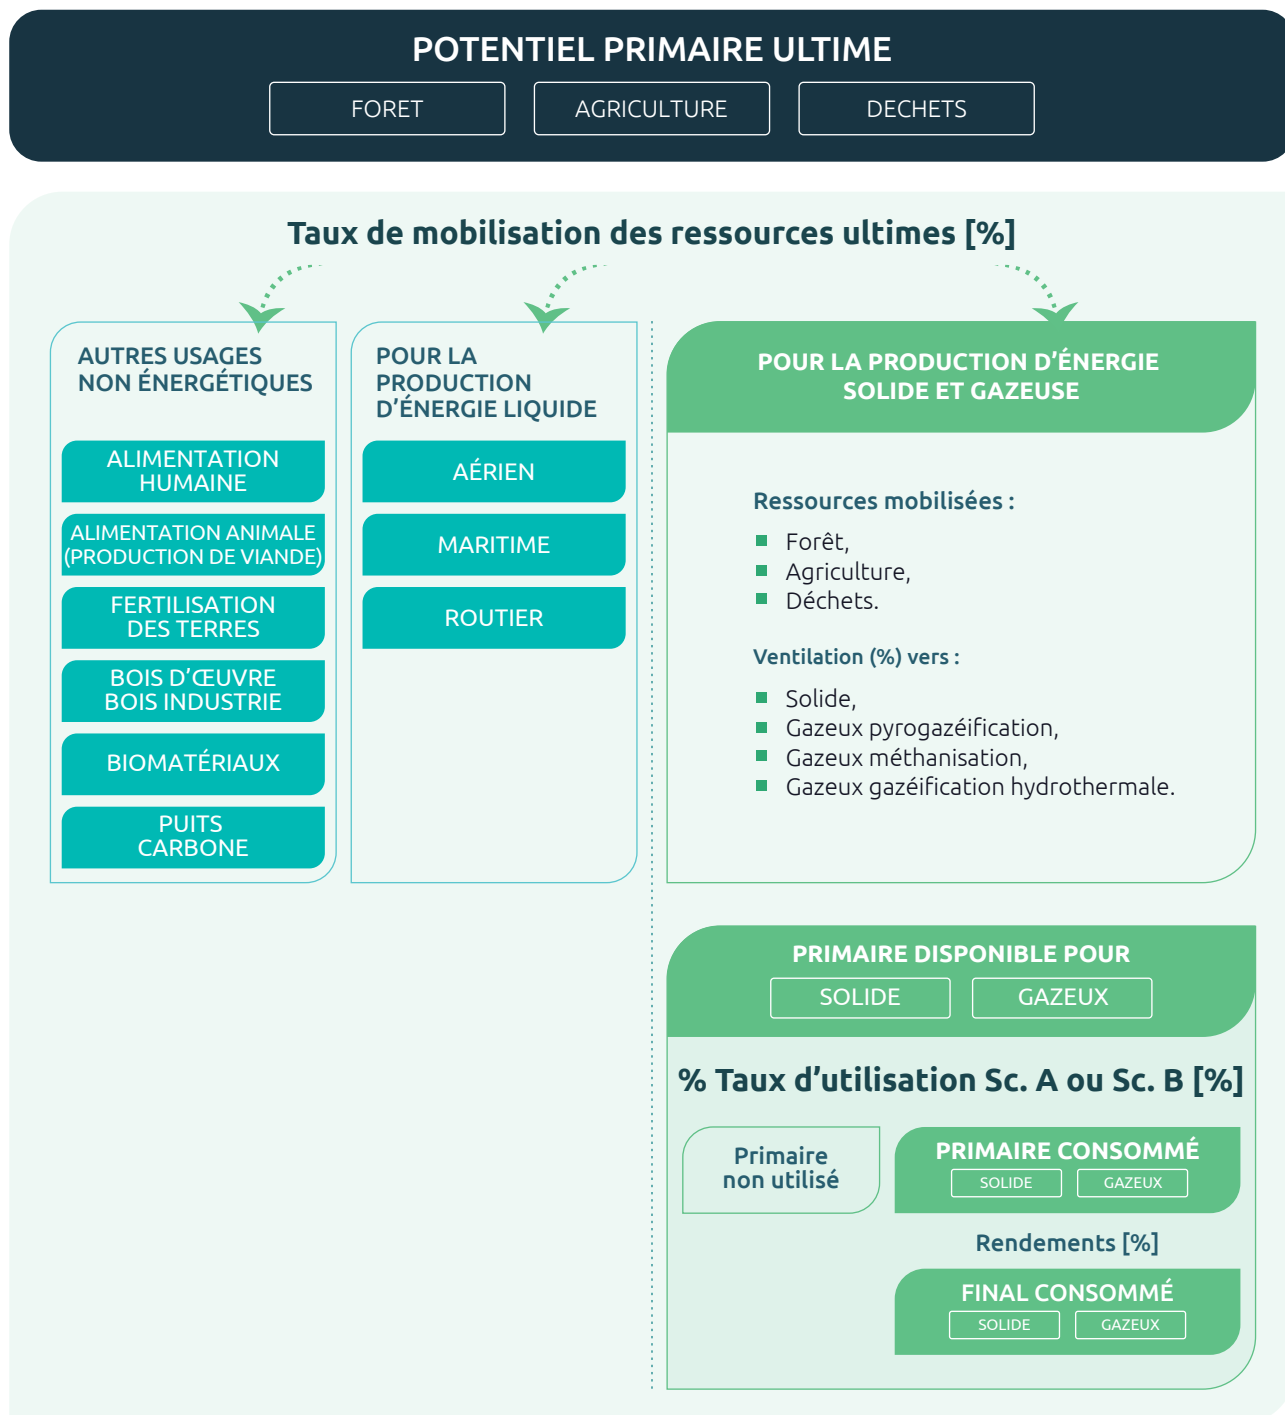 POTENTIEL PRIMAIRE ULTIME
FORET
AGRICULTURE
DECHETS
Taux de mobilisation des ressources ultimes [%]
AUTRES USAGES
NON ÉNERGÉTIQUES
ALIMENTATION
HUMAINE
ALIMENTATION ANIMALE
(PRODUCTION DE VIANDE)
FERTILISATION
DES TERRES
BOIS D’ŒUVRE
BOIS INDUSTRIE
BIOMATÉRIAUX
PUITS
CARBONE
POUR LA
PRODUCTION
D’ÉNERGIE LIQUIDE
AÉRIEN
MARITIME
ROUTIER
POUR LA PRODUCTION D’ÉNERGIE
SOLIDE ET GAZEUSE
Ressources mobilisées :
Forêt,
Agriculture,
Déchets.
Ventilation (%) vers :
Solide,
Gazeux pyrogazéification,
Gazeux méthanisation,
Gazeux gazéification hydrothermale.
PRIMAIRE DISPONIBLE POUR
SOLIDE
GAZEUX
% Taux d’utilisation Sc. A ou Sc. B [%]
Primaire
non utilisé
PRIMAIRE CONSOMMÉ
SOLIDE
GAZEUX
Rendements [%]
FINAL CONSOMMÉ
SOLIDE
GAZEUX